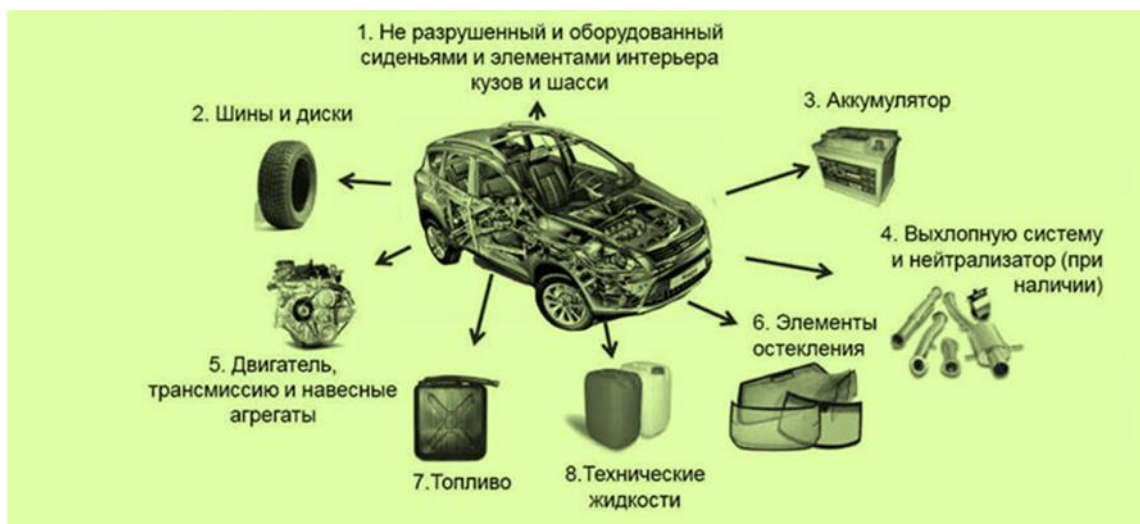 1. Не разрушенный и оборудованный
сиденьями и элементами интерьера
кузов и шасси
2. Шины и диски
3. Аккумулятор
4. Выхлопную систему
и нейтрализатор (при
наличии)
5. Двигатель,
трансмиссию и навесные
агрегаты
6. Элементы
остекления
7.Топливо
8.Технические
жидкости